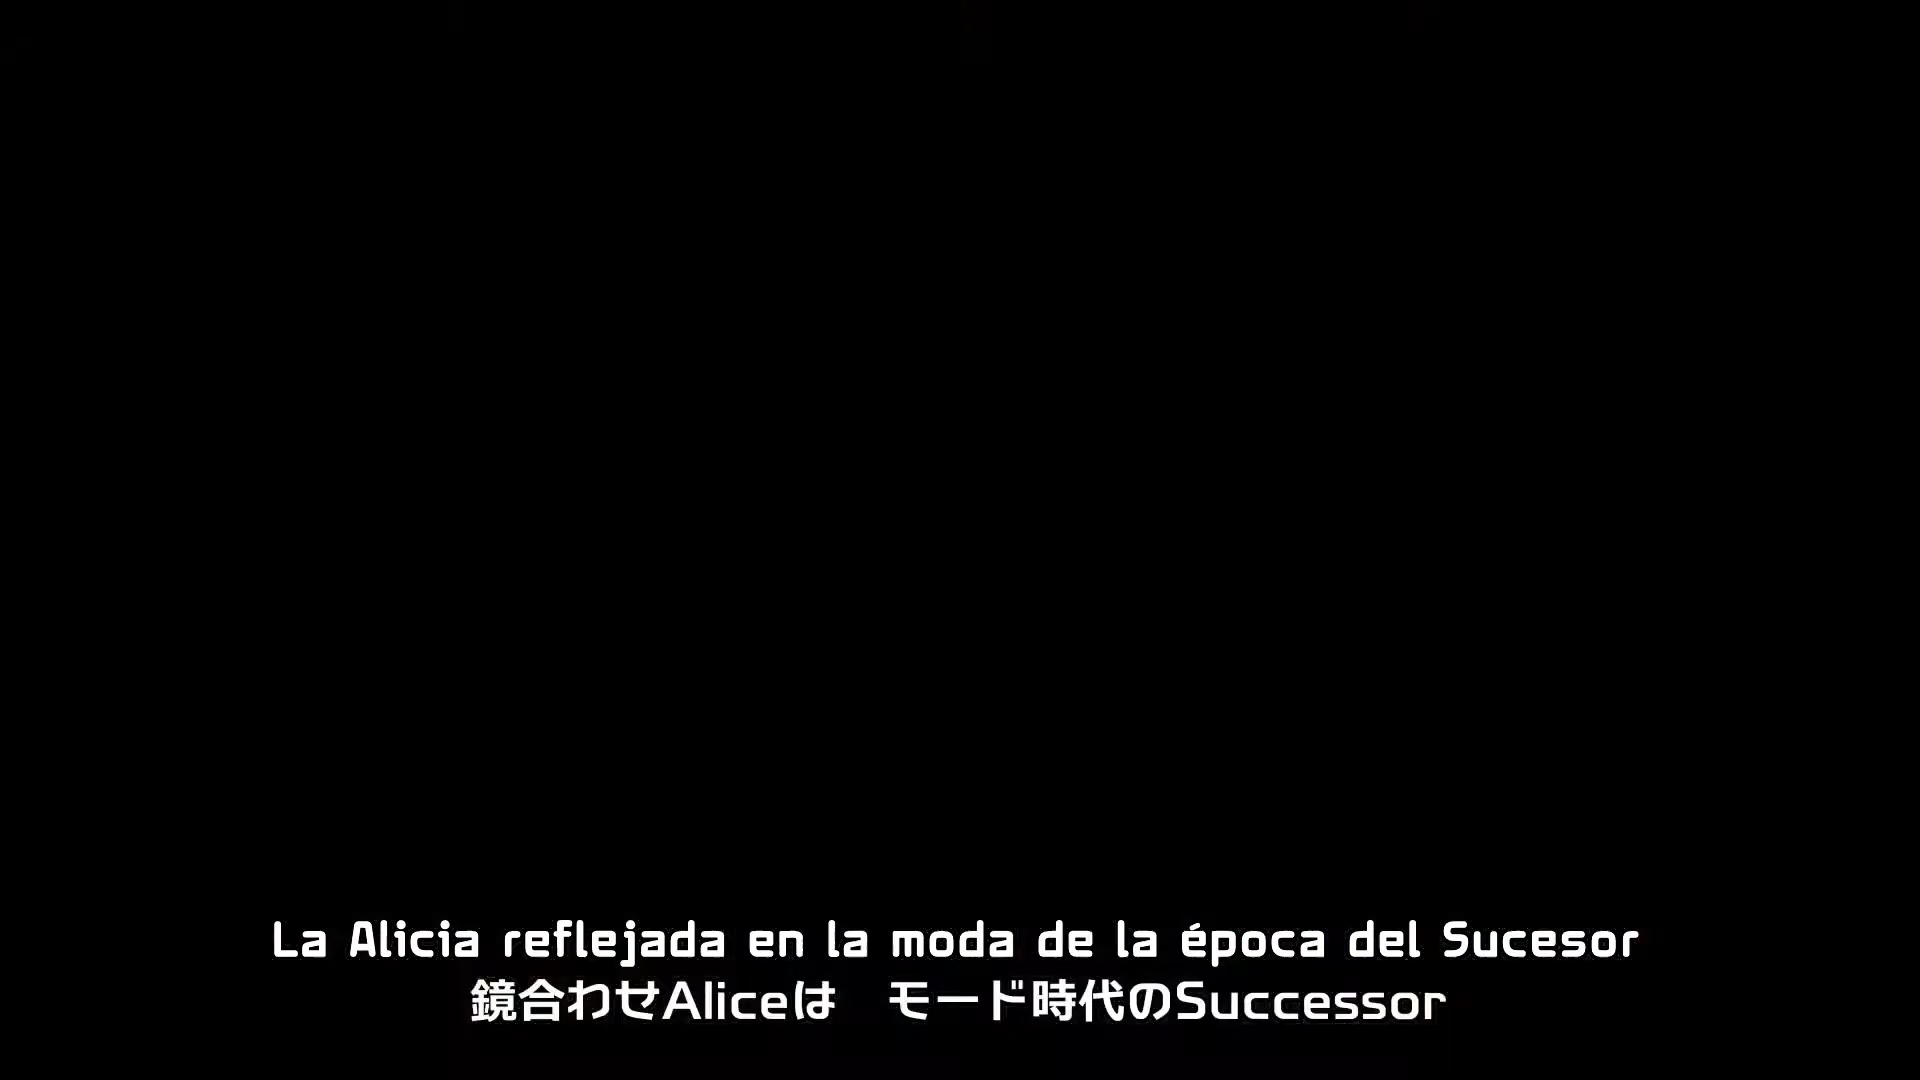 La Alicia reflejada en la moda de la época del Sucesor
鏡合わせAliceは　モード時代のSuccessor